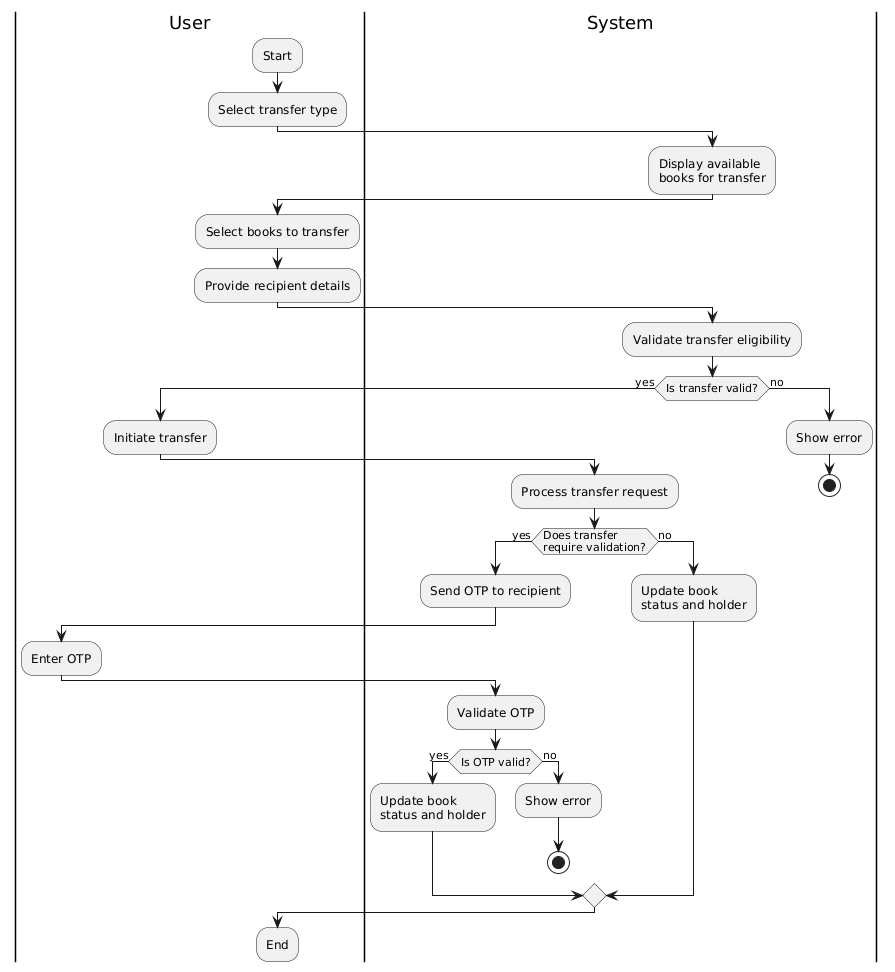 User
System
Start
Select transfer type
Display available
books for transfer
Select books to transfer
Provide recipient details
Validate transfer eligibility
yes
Is transfer valid?
no
Initiate transfer
Show error
Process transfer request
yes
Does transfer
require validation?
no
Send OTP to recipient
Update book
status and holder
Enter OTP
Validate OTP
yes
Is OTP valid?
no
Update book
status and holder
Show error
End